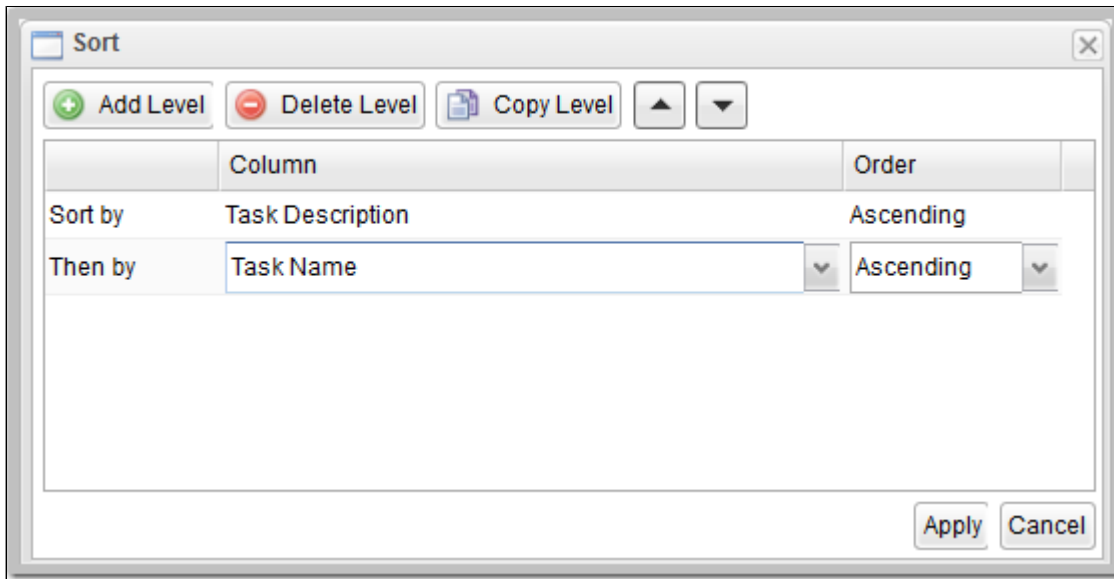 Sort
Add Level Delete Level Copy Level
Column Order
Sort by Task Description Ascending
Then by Task Name Ascending
Apply Cancel